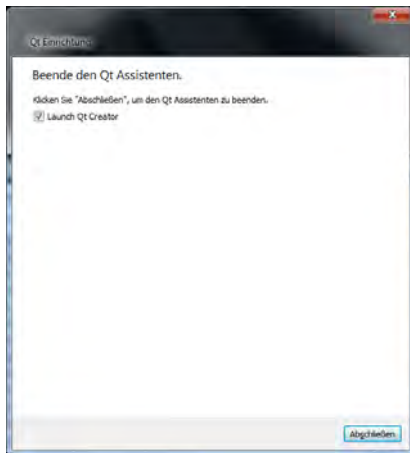 Qt Einrichtung
Beende den Qt Assistenten.
Klicken Sie "Abschließen", um den Qt Assistenten zu beenden.
Launch Qt Creator
Abschließen